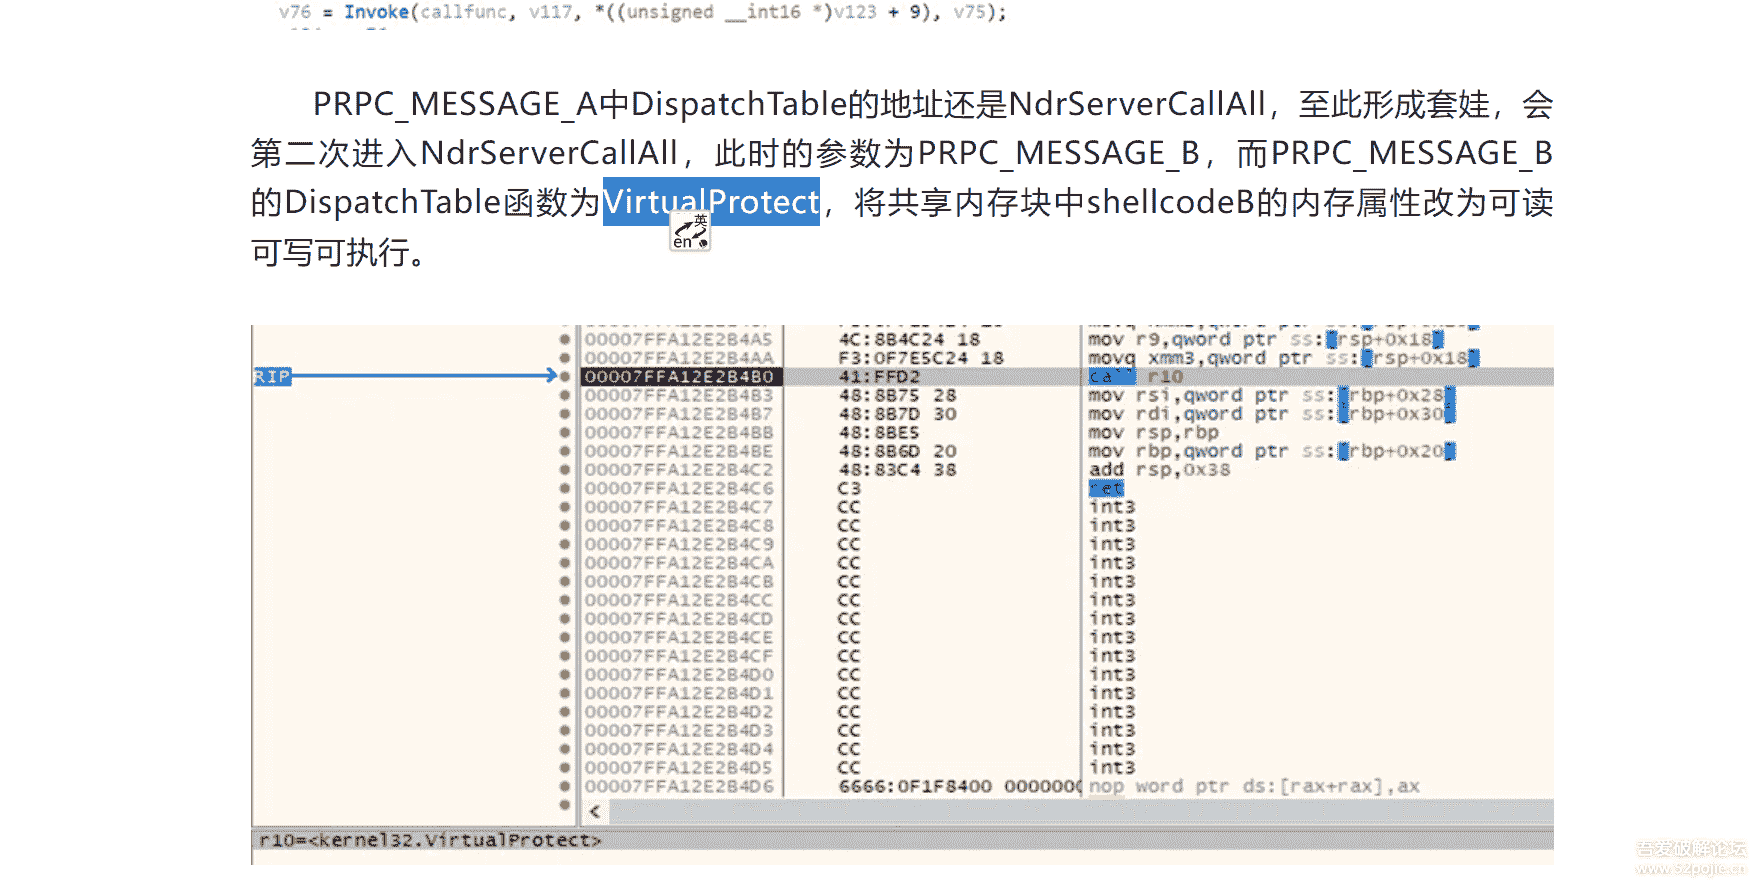 v76 = Invoke(callfunc, v117, *((unsigned __int16 *)v123 + 9), v75);
PRPC_MESSAGE_A中DispatchTable的地址还是NdrServerCallAll，至此形成套娃，会
第二次进入NdrServerCallAll，此时的参数为PRPC_MESSAGE_B，而PRPC_MESSAGE_B
的DispatchTable函数为VirtualProtect，将共享内存块中shellcodeB的内存属性改为可读
可写可执行。
英
en
00007FFA12E2B4A5 4C:8B4C24 18 mov r9,qword ptr ss:[rsp+0x18]
00007FFA12E2B4AA F3:0F7E5C24 18 movq xmm3,qword ptr ss:[rsp+0x18]
RIP 00007FFA12E2B4B0 41:FFD2 call r10
00007FFA12E2B4B3 48:8B75 28 mov rsi,qword ptr ss:[rbp+0x28]
00007FFA12E2B4B7 48:8B7D 30 mov rdi,qword ptr ss:[rbp+0x30]
00007FFA12E2B4BB 48:8BE5 mov rsp,rbp
00007FFA12E2B4BE 48:8B6D 20 mov rbp,qword ptr ss:[rbp+0x20]
00007FFA12E2B4C2 48:83C4 38 add rsp,0x38
00007FFA12E2B4C6 C3 ret
00007FFA12E2B4C7 CC int3
00007FFA12E2B4C8 CC int3
00007FFA12E2B4C9 CC int3
00007FFA12E2B4CA CC int3
00007FFA12E2B4CB CC int3
00007FFA12E2B4CC CC int3
00007FFA12E2B4CD CC int3
00007FFA12E2B4CE CC int3
00007FFA12E2B4CF CC int3
00007FFA12E2B4D0 CC int3
00007FFA12E2B4D1 CC int3
00007FFA12E2B4D2 CC int3
00007FFA12E2B4D3 CC int3
00007FFA12E2B4D4 CC int3
00007FFA12E2B4D5 CC int3
00007FFA12E2B4D6 6666:0F1F8400 0000000 nop word ptr ds:[rax+rax],ax
r10=<kernel32.VirtualProtect>
吾爱破解论坛
www.52pojie.cn